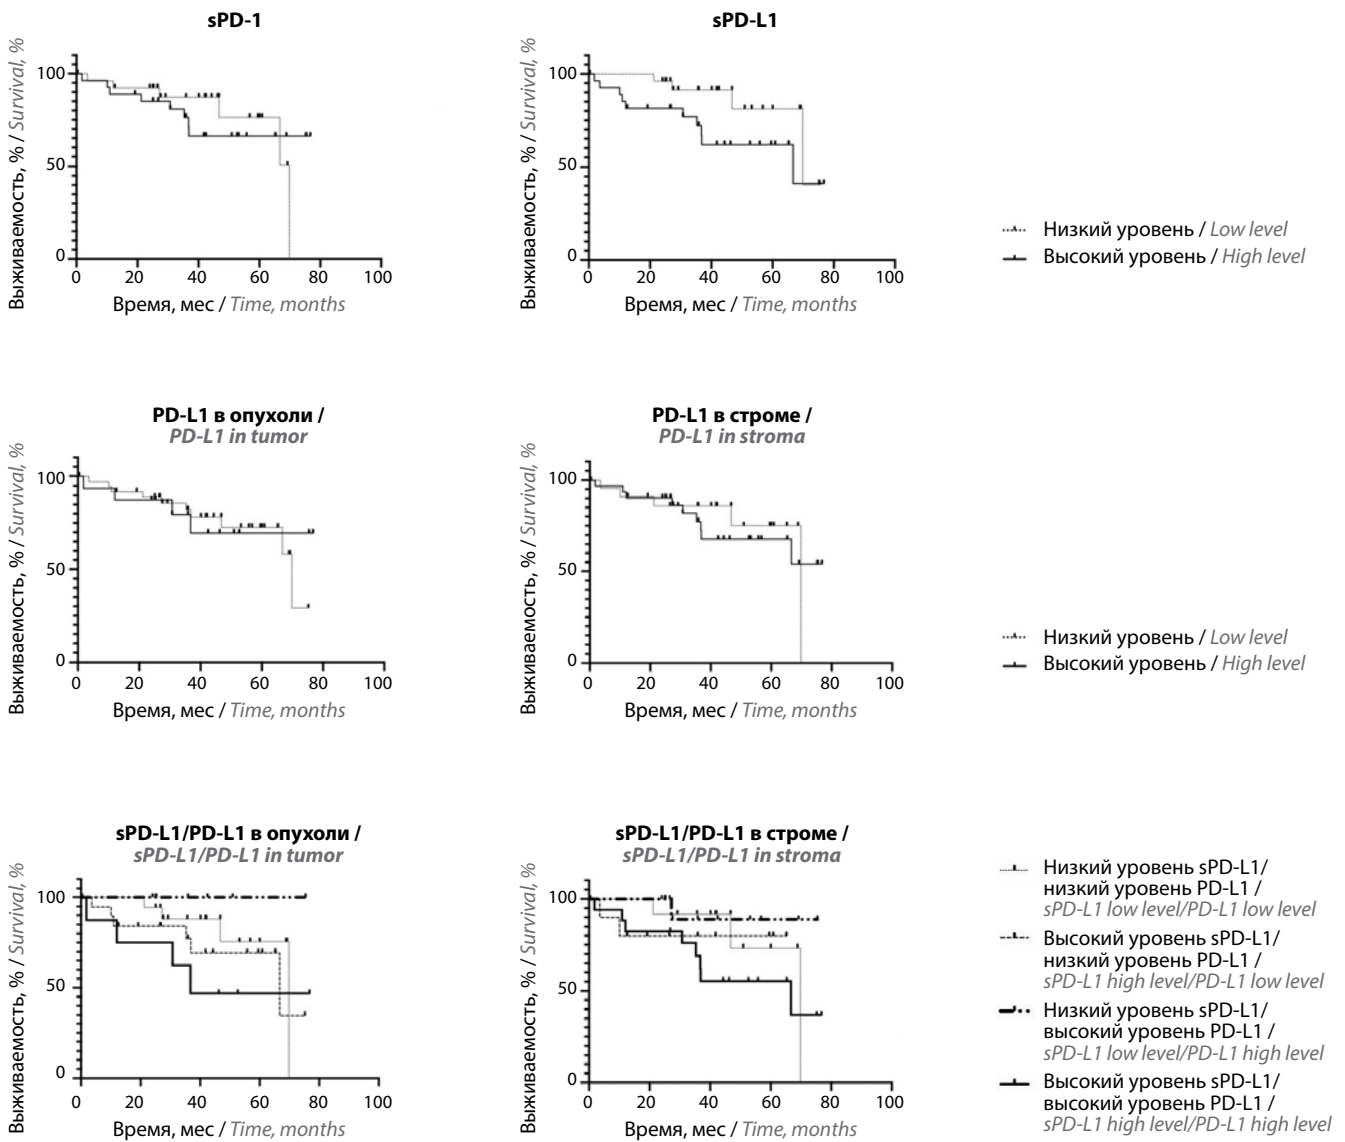 sPD-1
Выживаемость, % / Survival, %
100
50
0
0 20 40 60 80 100
Время, мес / Time, months
sPD-L1
Выживаемость, % / Survival, %
100
50
0
0 20 40 60 80 100
Время, мес / Time, months
Низкий уровень / Low level
Высокий уровень / High level
PD-L1 в опухоли /
PD-L1 in tumor
Выживаемость, % / Survival, %
100
50
0
0 20 40 60 80 100
Время, мес / Time, months
PD-L1 в строме /
PD-L1 in stroma
Выживаемость, % / Survival, %
100
50
0
0 20 40 60 80 100
Время, мес / Time, months
Низкий уровень / Low level
Высокий уровень / High level
sPD-L1/PD-L1 в опухоли /
sPD-L1/PD-L1 in tumor
Выживаемость, % / Survival, %
100
50
0
0 20 40 60 80 100
Время, мес / Time, months
sPD-L1/PD-L1 в строме /
sPD-L1/PD-L1 in stroma
Выживаемость, % / Survival, %
100
50
0
0 20 40 60 80 100
Время, мес / Time, months
Низкий уровень sPD-L1/
низкий уровень PD-L1 /
sPD-L1 low level/PD-L1 low level
Высокий уровень sPD-L1/
низкий уровень PD-L1 /
sPD-L1 high level/PD-L1 low level
Низкий уровень sPD-L1/
высокий уровень PD-L1 /
sPD-L1 low level/PD-L1 high level
Высокий уровень sPD-L1/
высокий уровень PD-L1 /
sPD-L1 high level/PD-L1 high level